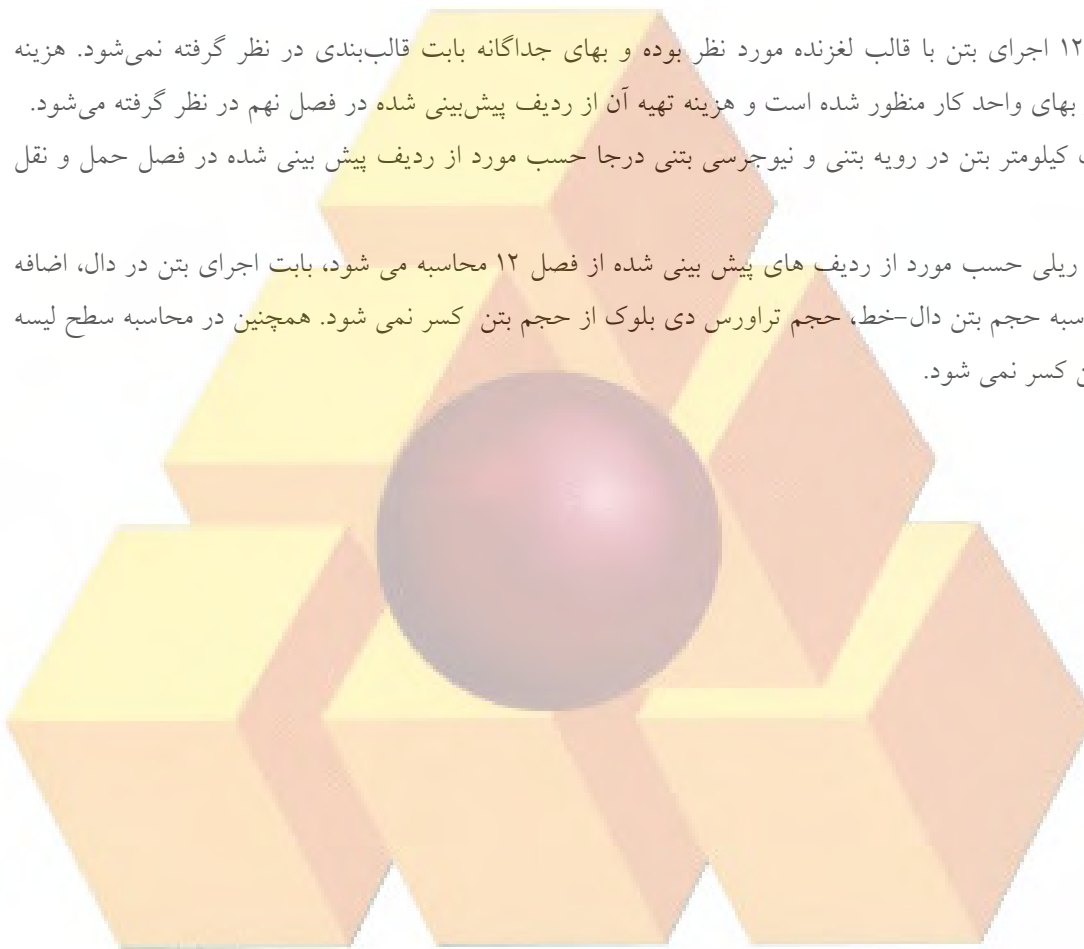 ۱۲ اجرای بتن با قالب لغزنده مورد نظر بوده و بهای جداگانه بابت قالب‌بندی در نظر گرفته نمی‌شود. هزینه
بهای واحد کار منظور شده است و هزینه تهیه آن از ردیف پیش‌بینی شده در فصل نهم در نظر گرفته می‌شود.
کیلومتر بتن در رویه بتنی و نیوجرسی بتنی درجا حسب مورد از ردیف پیش بینی شده در فصل حمل و نقل
ریلی حسب مورد از ردیف های پیش بینی شده از فصل ۱۲ محاسبه می شود، بابت اجرای بتن در دال، اضافه
سبه حجم بتن دال-خط، حجم تراورس دی بلوک از حجم بتن کسر نمی شود. همچنین در محاسبه سطح لیسه
ن کسر نمی شود.